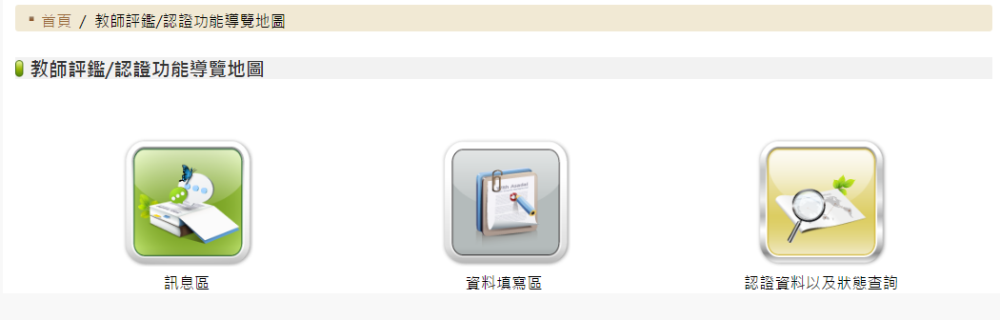 首頁 / 教師評鑑/認證功能導覽地圖
教師評鑑/認證功能導覽地圖
訊息區
資料填寫區
認證資料以及狀態查詢